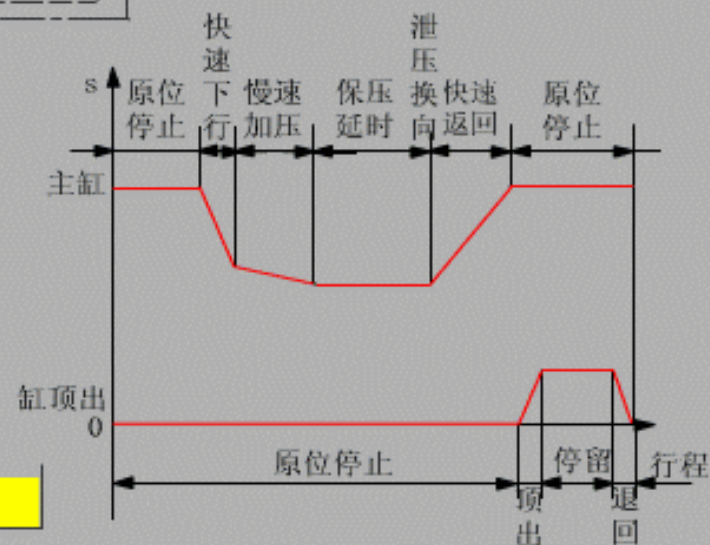 s
原位停止
快速下行
慢速加压
保压延时
泄压换向
快速返回
原位停止
主缸
缸顶出
0
原位停止
顶出
停留
退回
行程